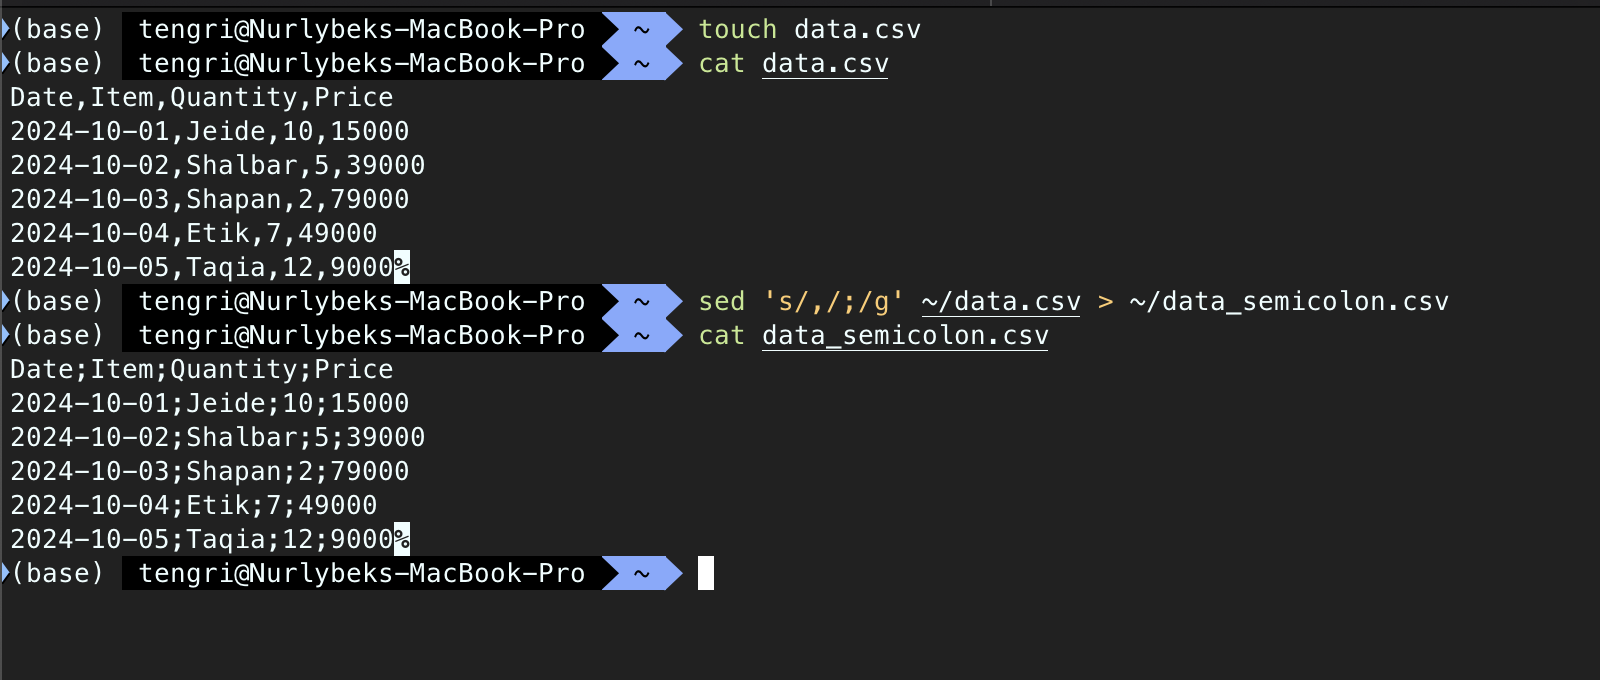 (base) tengri@Nurlybeks-MacBook-Pro ~ touch data.csv
(base) tengri@Nurlybeks-MacBook-Pro ~ cat data.csv
Date,Item,Quantity,Price
2024-10-01,Jeide,10,15000
2024-10-02,Shalbar,5,39000
2024-10-03,Shapan,2,79000
2024-10-04,Etik,7,49000
2024-10-05,Taqia,12,9000%
(base) tengri@Nurlybeks-MacBook-Pro ~ sed 's/,/;/g' ~/data.csv > ~/data_semicolon.csv
(base) tengri@Nurlybeks-MacBook-Pro ~ cat data_semicolon.csv
Date;Item;Quantity;Price
2024-10-01;Jeide;10;15000
2024-10-02;Shalbar;5;39000
2024-10-03;Shapan;2;79000
2024-10-04;Etik;7;49000
2024-10-05;Taqia;12;9000%
(base) tengri@Nurlybeks-MacBook-Pro ~